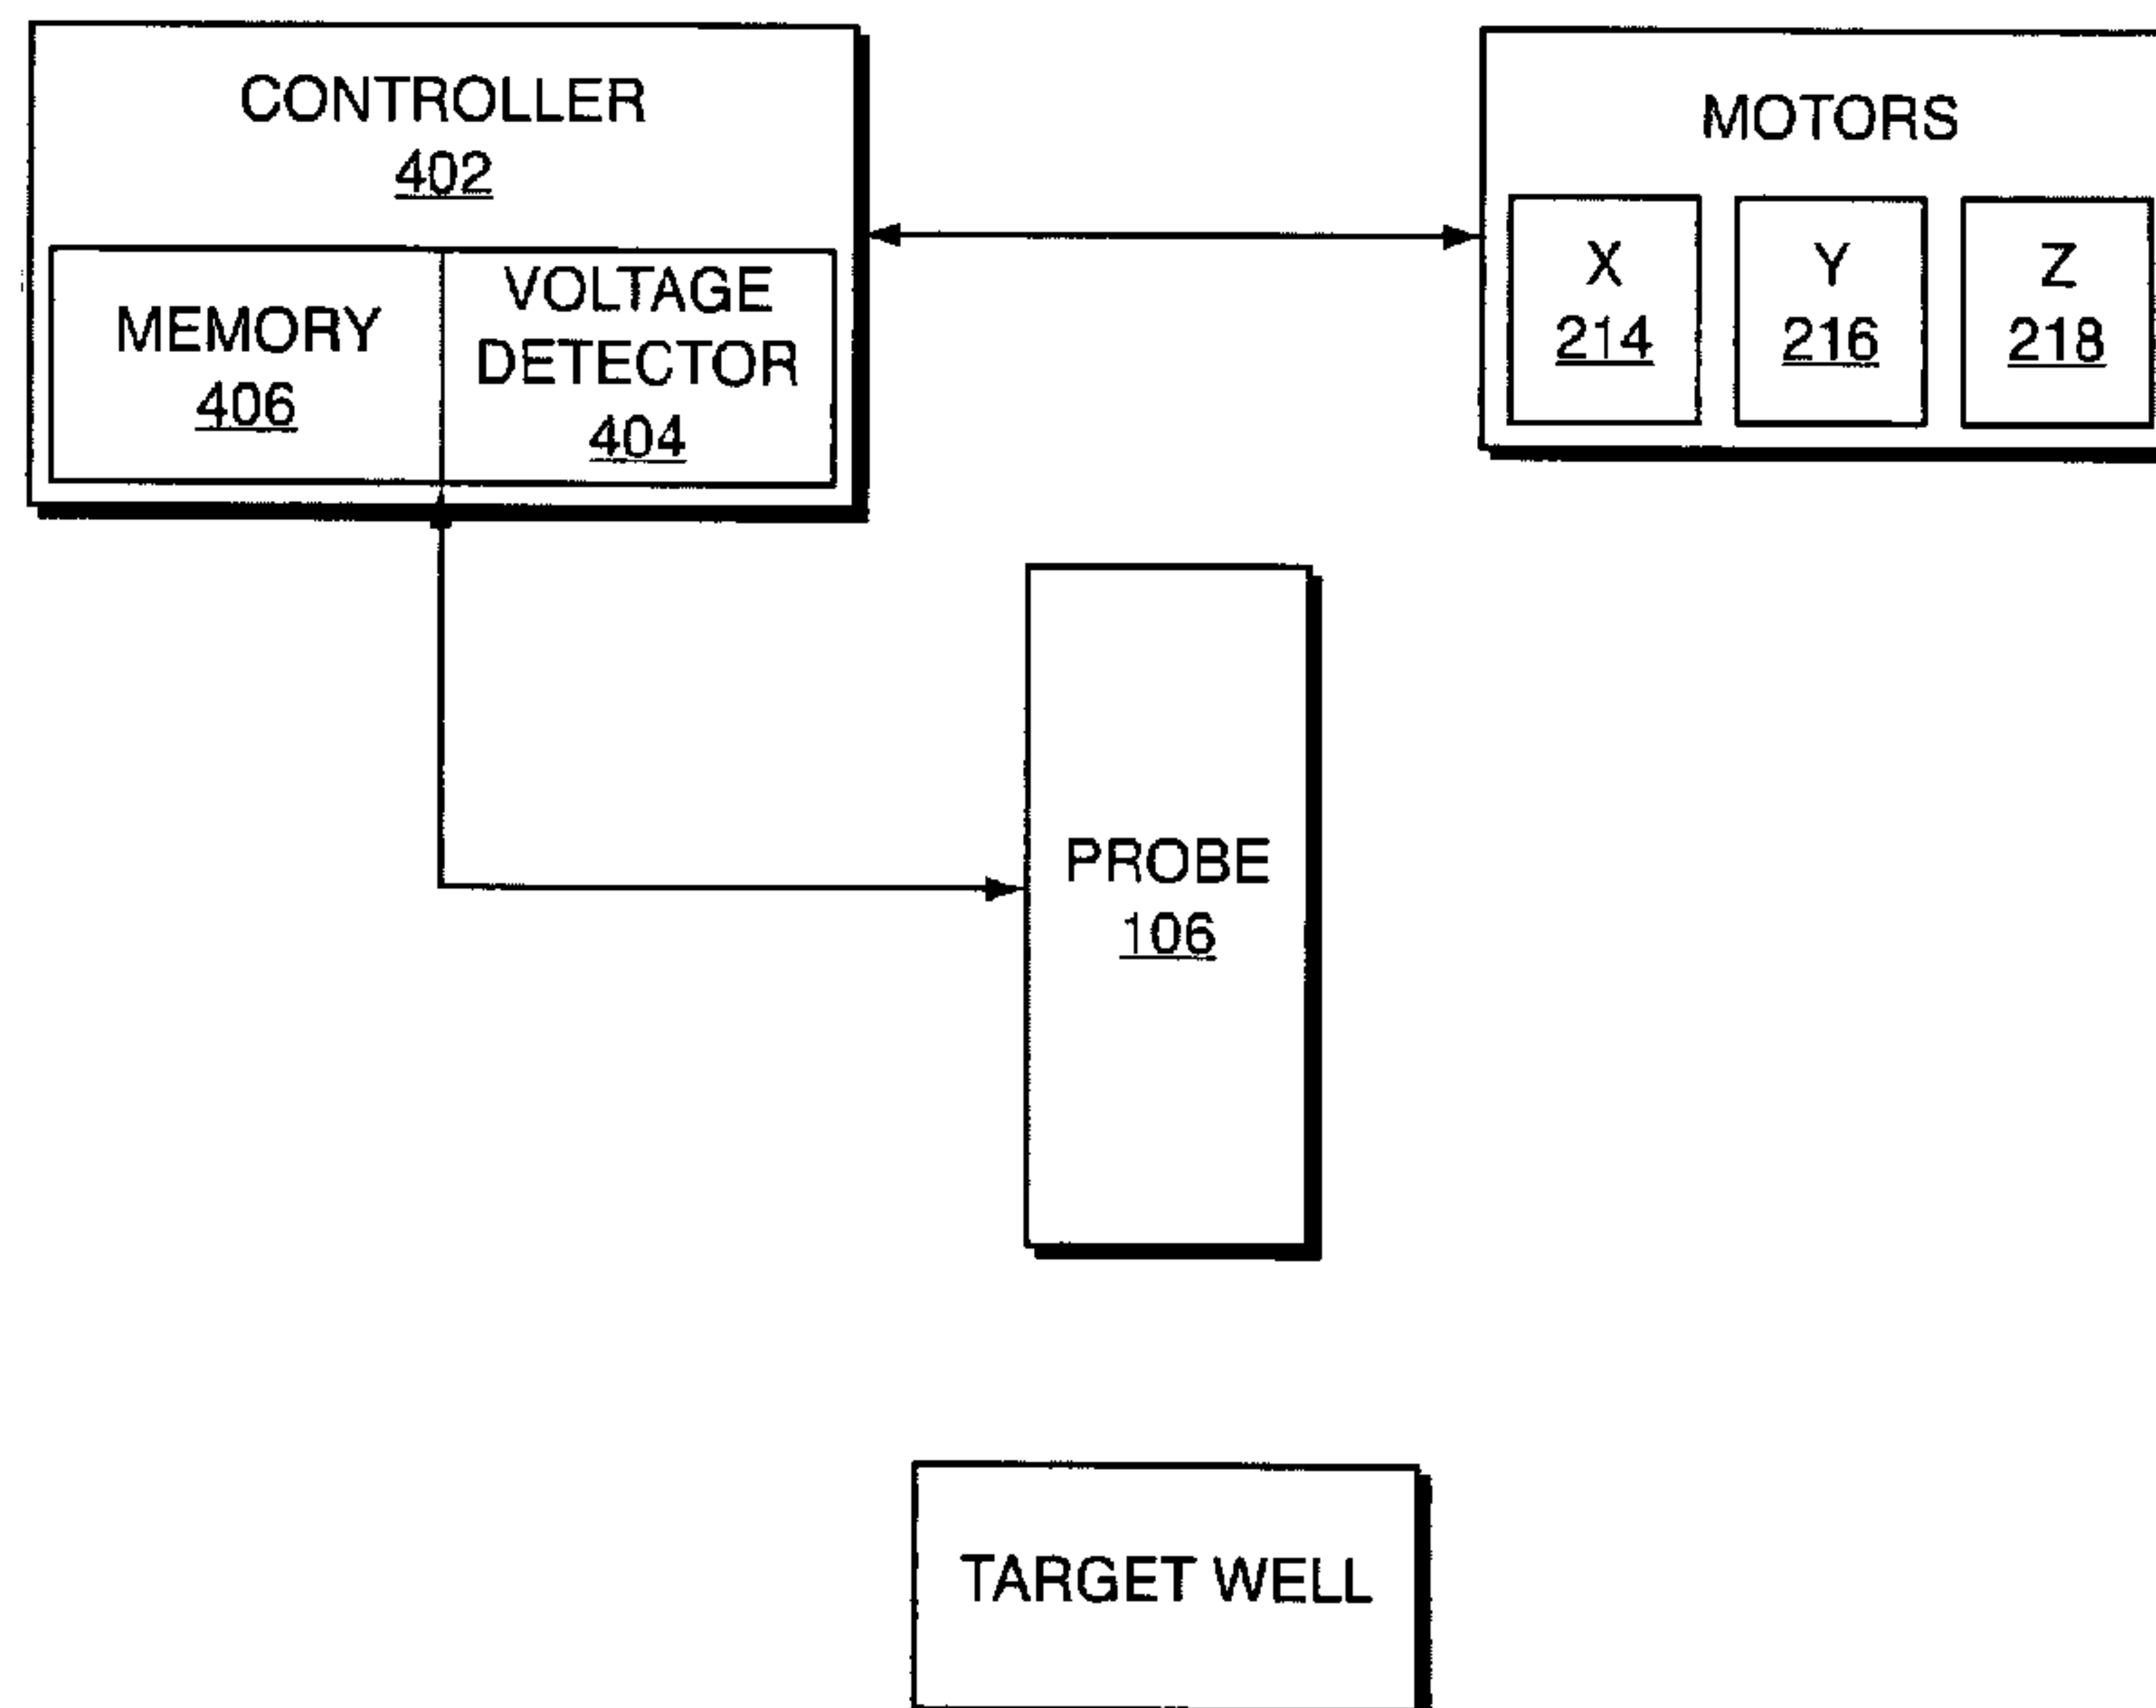 CONTROLLER
402
MEMORY
406
VOLTAGE
DETECTOR
404
MOTORS
X
214
Y
216
Z
218
PROBE
106
TARGET WELL